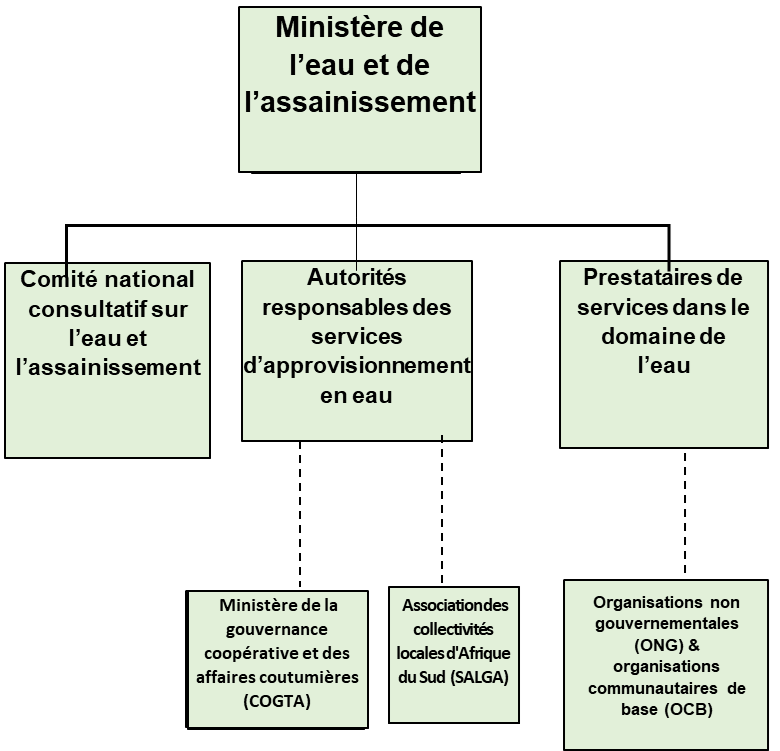 Ministère de
l’eau et de
l’assainissement
Comité national
consultatif sur
l’eau et
l’assainissement
Autorités
responsables des
services
d’approvisionnement
en eau
Prestataires de
services dans le
domaine de
l’eau
Ministère de la
gouvernance
coopérative et des
affaires coutumières
(COGTA)
Associationdes
collectivités
locales d'Afrique
du Sud (SALGA)
Organisations non
gouvernementales
(ONG) &
organisations
communautaires de
base (OCB)